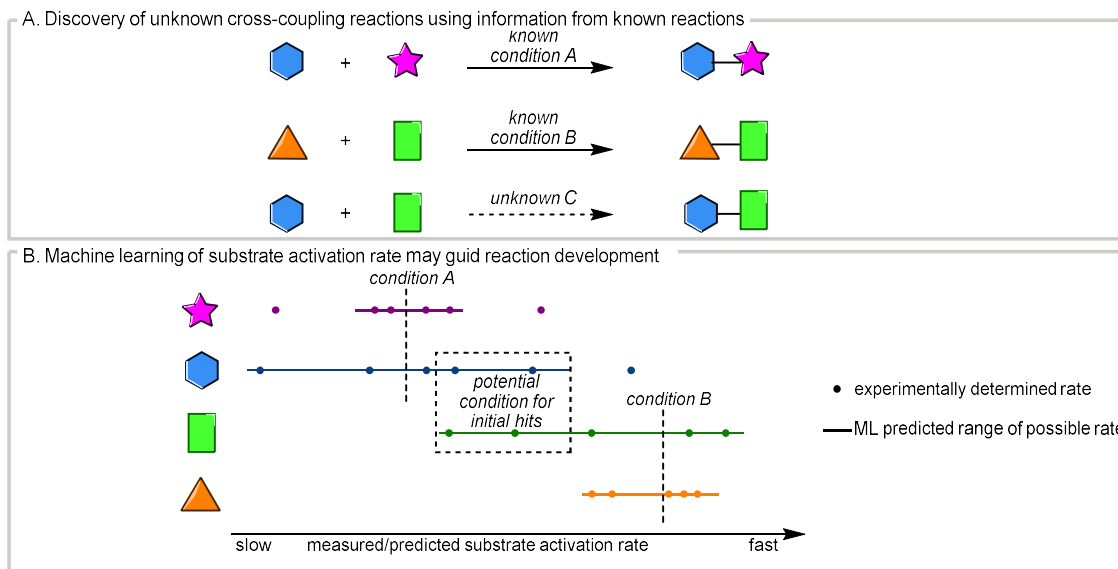 A. Discovery of unknown cross-coupling reactions using information from known reactions
+
known
condition A
+
known
condition B
+
unknown C
B. Machine learning of substrate activation rate may guid reaction development
condition A
potential
condition for
initial hits
condition B
experimentally determined rate
ML predicted range of possible rate
slow
measured/predicted substrate activation rate
fast